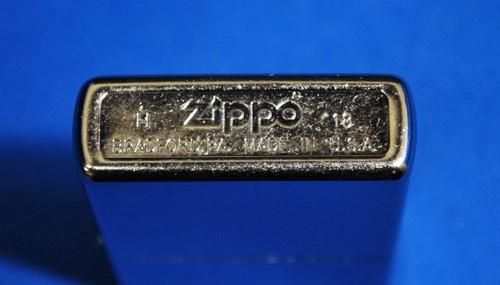 H Zippo 18
BRADFORD, PA. MADE IN U.S.A.